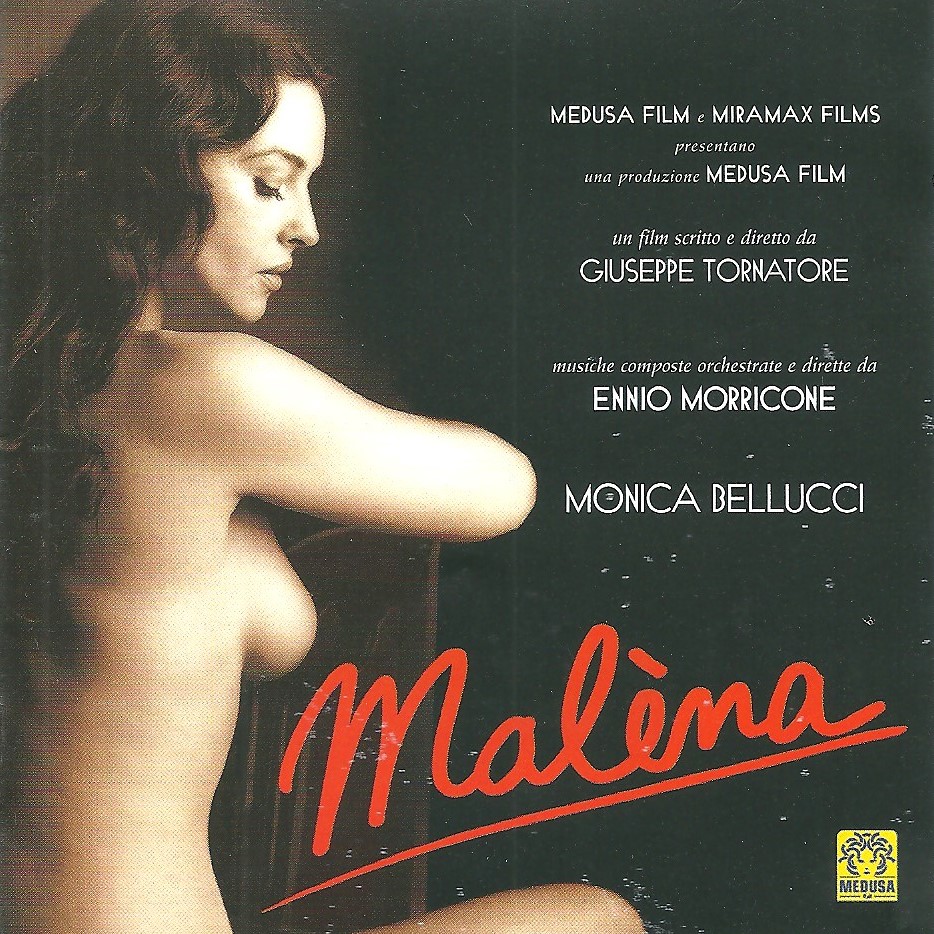 MEDUSA FILM e MIRAMAX FILMS
presentano
una produzione MEDUSA FILM
un film scritto e diretto da
GIUSEPPE TORNATORE
musiche composte orchestrate e dirette da
ENNIO MORRICONE
MONICA BELLUCCI
Malèna
MEDUSA